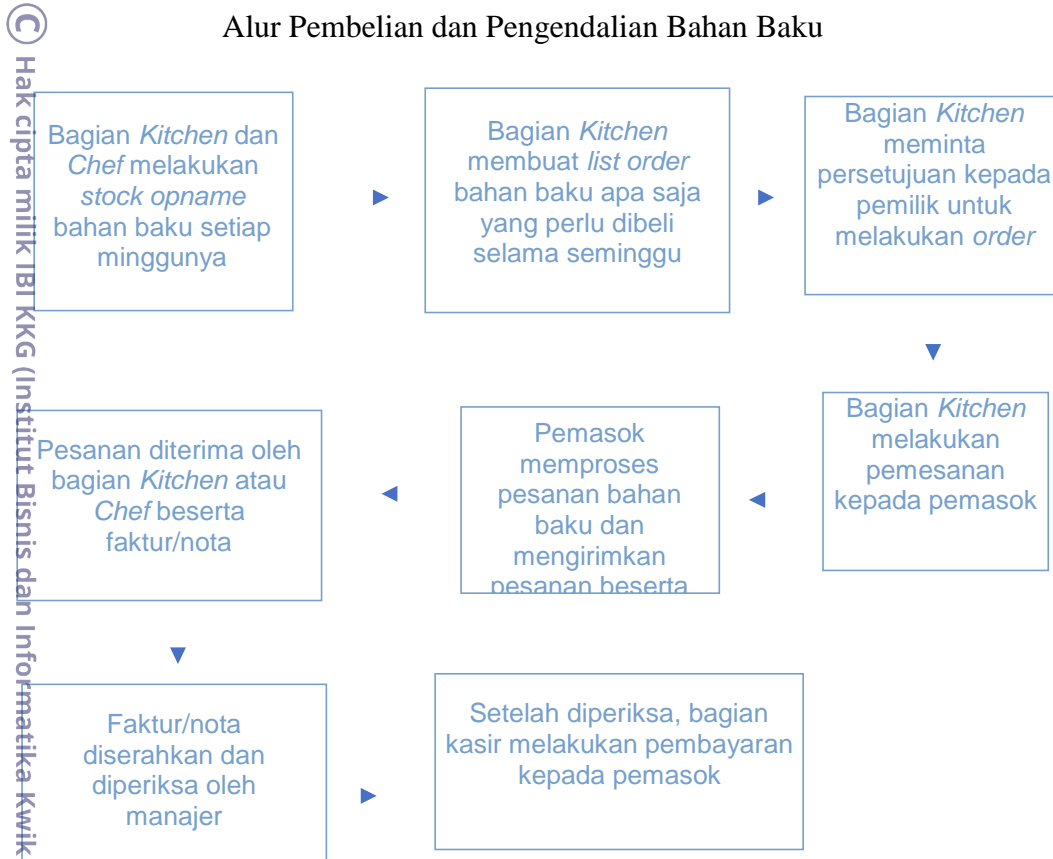 Alur Pembelian dan Pengendalian Bahan Baku
Bagian Kitchen dan
Chef melakukan
stock opname
bahan baku setiap
minggunya
Bagian Kitchen
membuat list order
bahan baku apa saja
yang perlu dibeli
selama seminggu
Bagian Kitchen
meminta
persetujuan kepada
pemilik untuk
melakukan order
Bagian Kitchen
melakukan
pemesanan
kepada pemasok
Pemasok
memproses
pesanan bahan
baku dan
mengirimkan
pesanan beserta
Pesanan diterima oleh
bagian Kitchen atau
Chef beserta
faktur/nota
Faktur/nota
diserahkan dan
diperiksa oleh
manajer
Setelah diperiksa, bagian
kasir melakukan pembayaran
kepada pemasok
© Hak cipta milik IBI KKG (Institut Bisnis dan Informatika Kwik